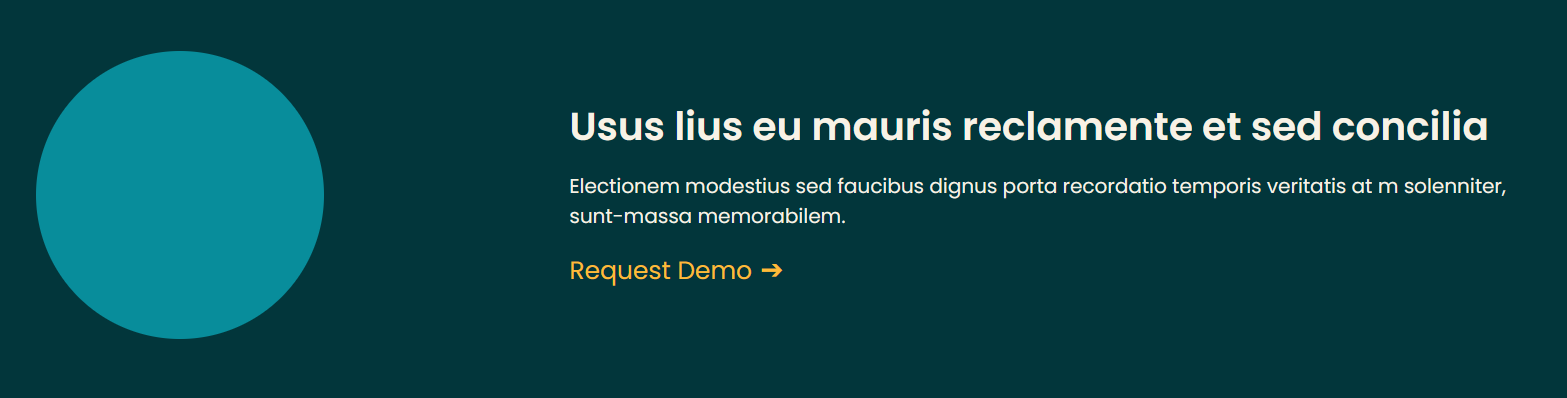 Usus lius eu mauris reclamente et sed concilia
Electionem modestius sed faucibus dignus porta recordatio temporis veritatis at m solenniter,
sunt-massa memorabilem.
Request Demo ➔